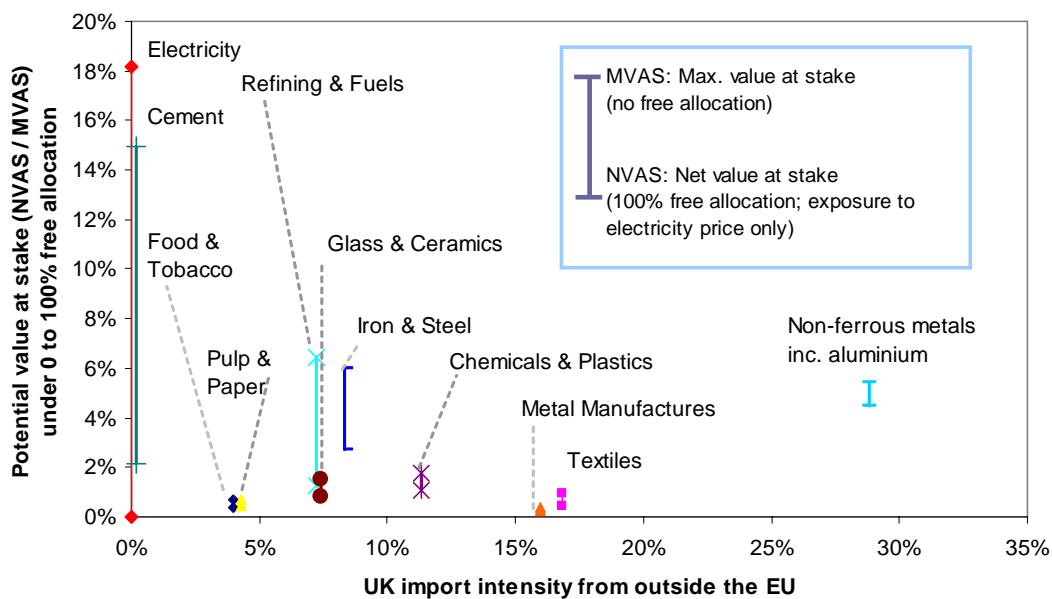 Potential value at stake (NVAS / MVAS)
under 0 to 100% free allocation
20%
18%
16%
14%
12%
10%
8%
6%
4%
2%
0%
Electricity
Refining & Fuels
Cement
Food &
Tobacco
Glass & Ceramics
Pulp &
Paper
Iron & Steel
Chemicals & Plastics
Metal Manufactures
Textiles
Non-ferrous metals
inc. aluminium
MVAS: Max. value at stake
(no free allocation)
NVAS: Net value at stake
(100% free allocation; exposure to
electricity price only)
0%
5%
10%
15%
20%
25%
30%
35%
UK import intensity from outside the EU